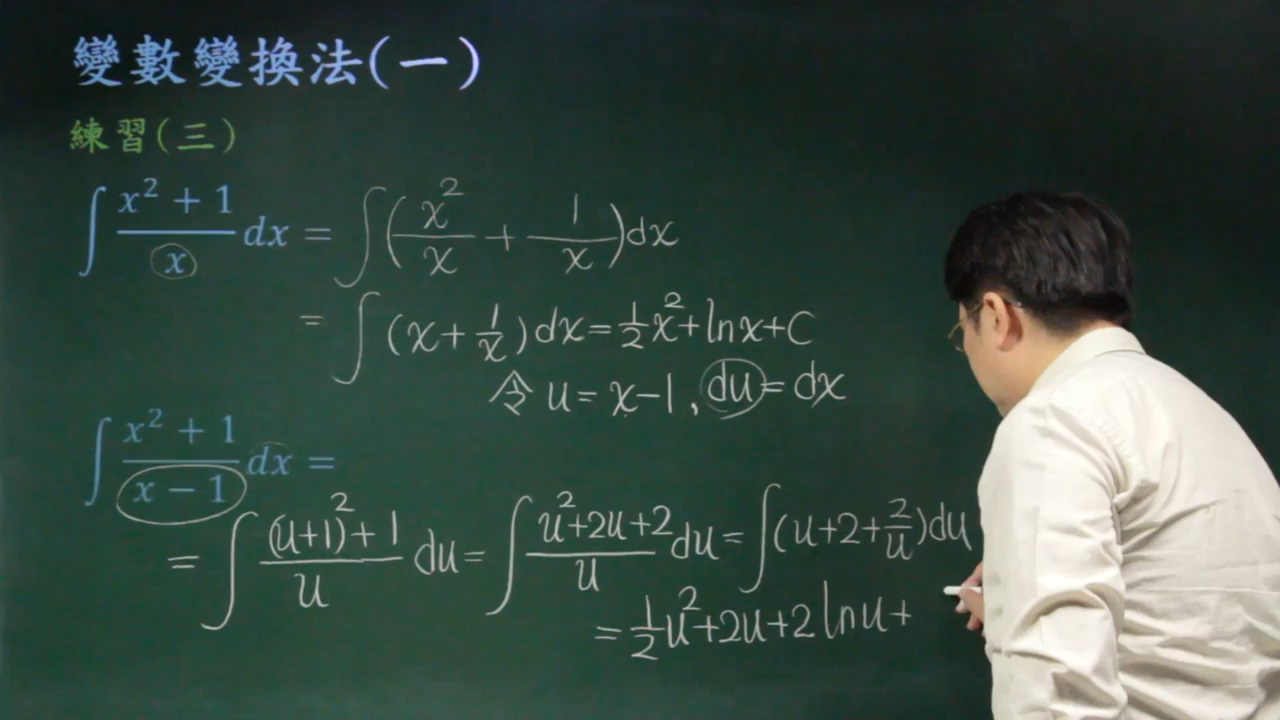 變數變換法(一)
練習(三)
∫ (x² + 1)/x dx = ∫ (x²/x + 1/x) dx
= ∫ (x + 1/x) dx = 1/2 x² + ln x + C
令 u = x - 1, du = dx
∫ (x² + 1)/(x - 1) dx =
= ∫ ((u+1)² + 1)/u du = ∫ (u² + 2u + 2)/u du = ∫ (u + 2 + 2/u) du
= 1/2 u² + 2u + 2 ln u +